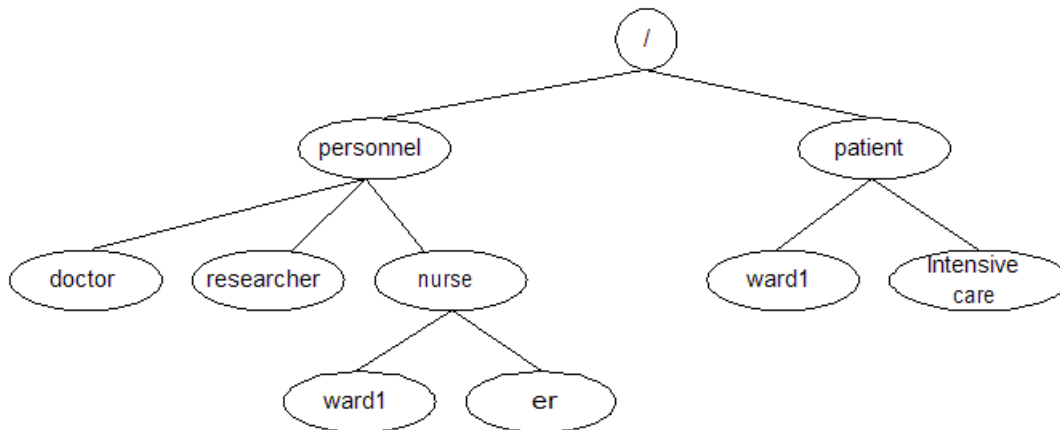 /
personnel
patient
doctor
researcher
nurse
ward1
Intensive
care
ward1
er